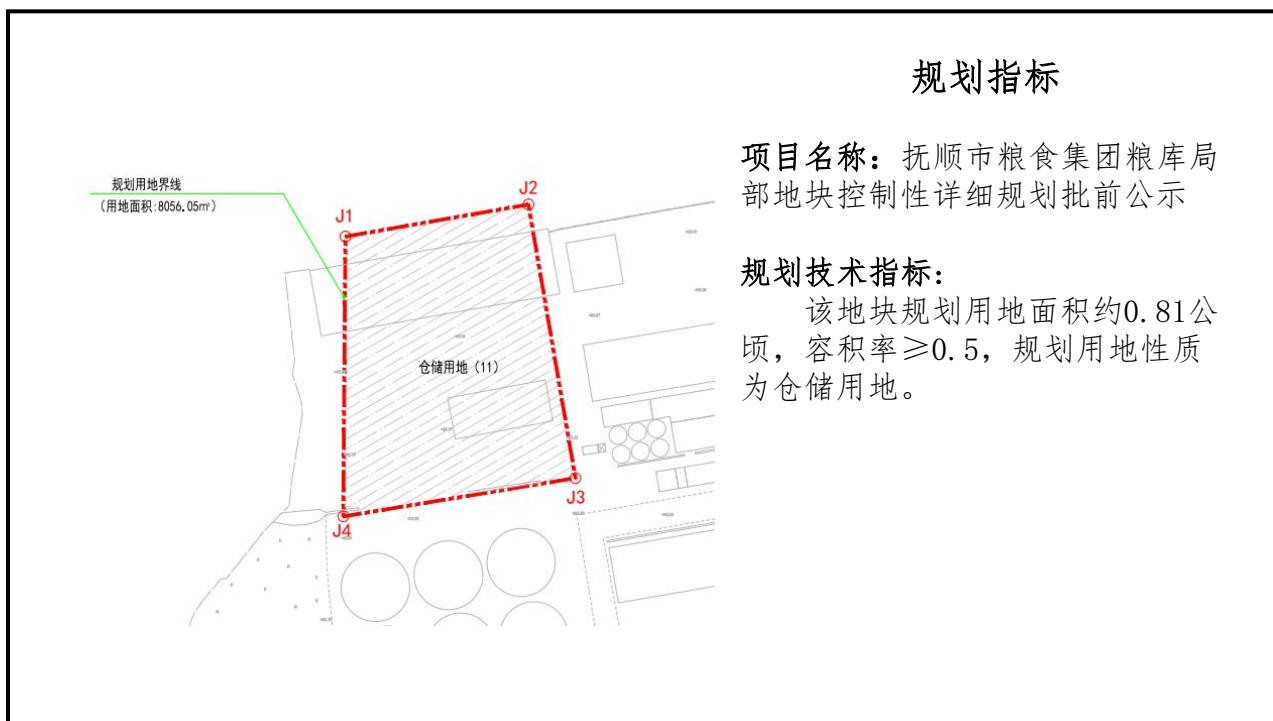 规划指标
项目名称：抚顺市粮食集团粮库局
部地块控制性详细规划批前公示
规划技术指标：
该地块规划用地面积约0.81公
顷，容积率≥0.5，规划用地性质
为仓储用地。
规划用地界线
(用地面积:8056.05㎡)
J1
J2
仓储用地（11）
J3
J4